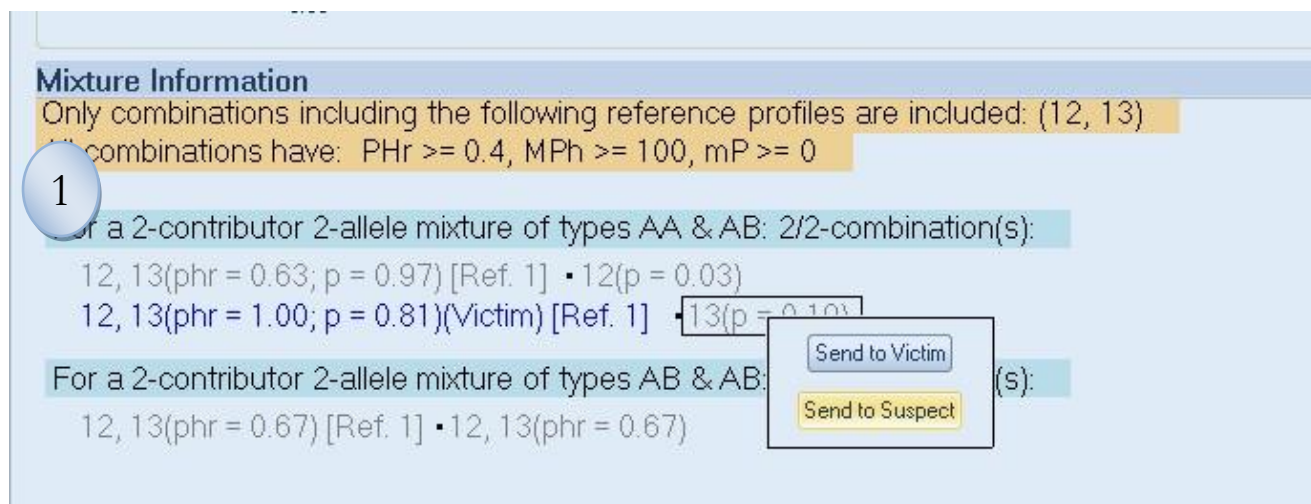 Mixture Information
Only combinations including the following reference profiles are included: (12, 13)
combinations have: PHr >= 0.4, MPh >= 100, mP >= 0
1
a 2-contributor 2-allele mixture of types AA & AB: 2/2-combination(s):
12, 13(phr = 0.63; p = 0.97) [Ref. 1] ▪ 12(p = 0.03)
12, 13(phr = 1.00; p = 0.81)(Victim) [Ref. 1] ▪ 13(p = 0.19)
Send to Victim
For a 2-contributor 2-allele mixture of types AB & AB: (s):
Send to Suspect
12, 13(phr = 0.67) [Ref. 1] ▪ 12, 13(phr = 0.67)